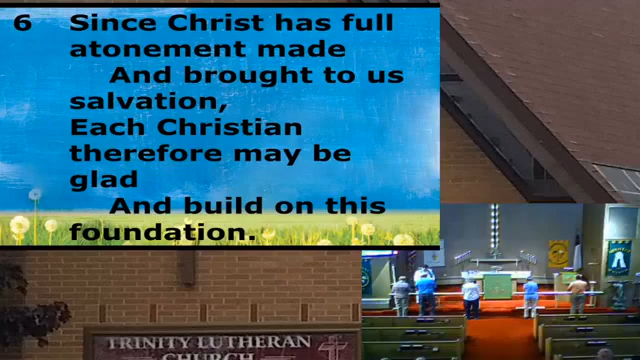 6 Since Christ has full
atonement made
And brought to us
salvation,
Each Christian
therefore may be
glad
And build on this
foundation.
TRINITY LUTHERAN
CHURCH